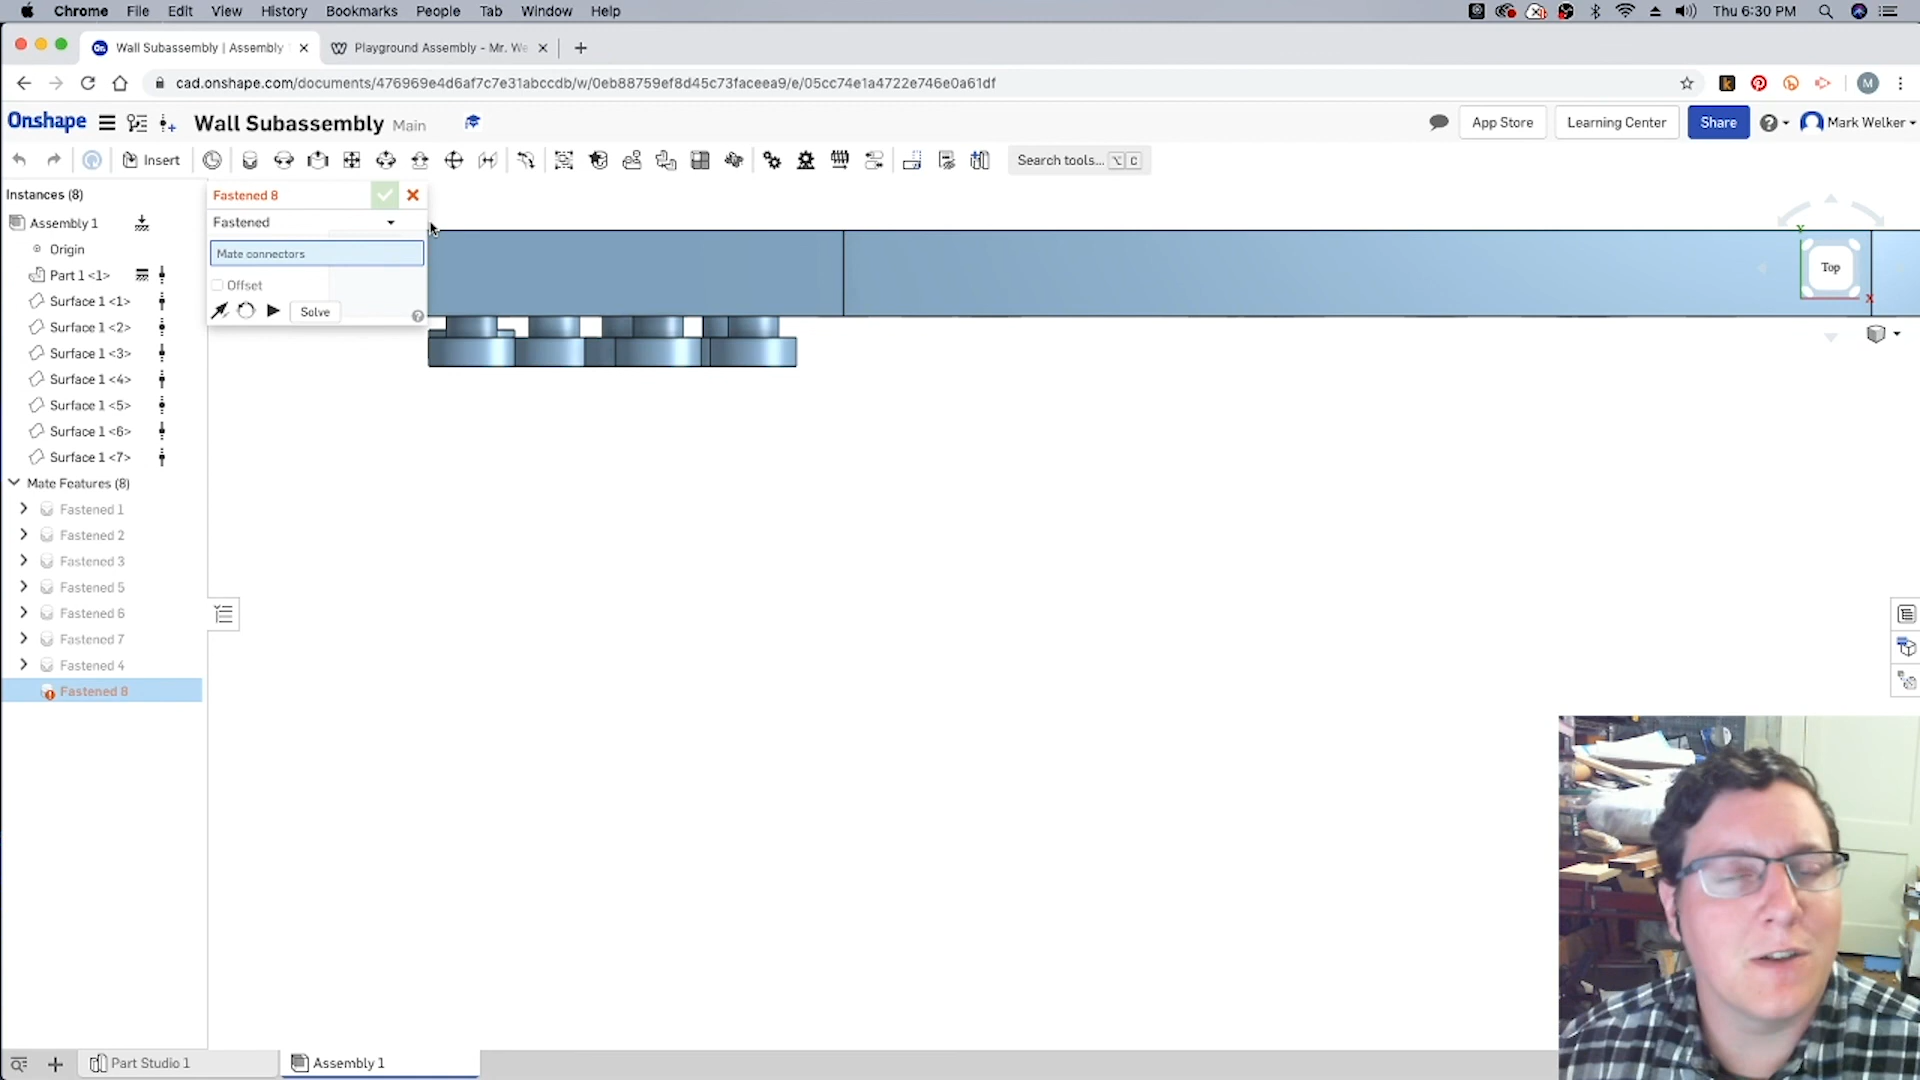 Chrome File Edit View History Bookmarks People Tab Window Help Thu 6:30 PM
Wall Subassembly | Assembly
Playground Assembly - Mr. We
cad.onshape.com/documents/476969e4d6af7c7e31abccdb/w/0eb88759ef8d45c73faceea9/e/05cc74e1a4722e746e0a61df
M
Onshape Wall Subassembly Main App Store Learning Center Share Mark Welker
Insert Search tools... ⌥ C
Instances (8)
Assembly 1
Origin
Part 1 <1>
Surface 1 <1>
Surface 1 <2>
Surface 1 <3>
Surface 1 <4>
Surface 1 <5>
Surface 1 <6>
Surface 1 <7>
Mate Features (8)
Fastened 1
Fastened 2
Fastened 3
Fastened 5
Fastened 6
Fastened 7
Fastened 4
Fastened 8
Fastened 8
Fastened
Mate connectors
Offset
Solve
Y
Top
X
Part Studio 1
Assembly 1